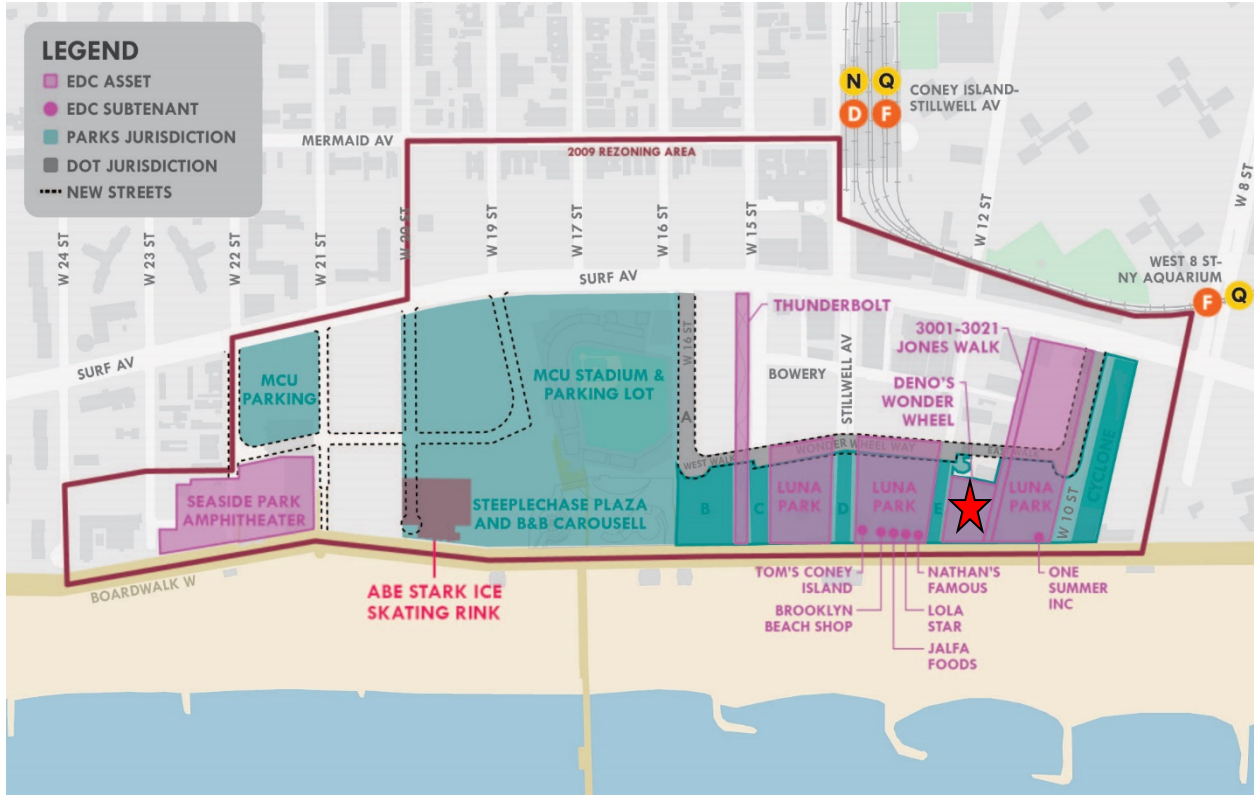 LEGEND
EDC ASSET
EDC SUBTENANT
PARKS JURISDICTION
DOT JURISDICTION
NEW STREETS
MERMAID AV
2009 REZONING AREA
N
Q
D
F
CONEY ISLAND-
STILLWELL AV
W 8 ST
W 24 ST
W 23 ST
W 22 ST
W 21 ST
W 20 ST
W 19 ST
W 17 ST
W 16 ST
W 15 ST
W 12 ST
WEST 8 ST-
NY AQUARIUM
F
Q
SURF AV
SURF AV
THUNDERBOLT
3001-3021
JONES WALK
DENO'S
WONDER
WHEEL
BOWERY
STILLWELL AV
W 16 ST
MCU
PARKING
MCU STADIUM &
PARKING LOT
A
WEST WALK
WONDER WHEEL WAY
EAST WALK
SEASIDE PARK
AMPHITHEATER
STEEPLECHASE PLAZA
AND B&B CAROUSELL
B
C
LUNA
PARK
D
LUNA
PARK
E
LUNA
PARK
W 10 ST
CYCLONE
BOARDWALK W
ABE STARK ICE
SKATING RINK
TOM'S CONEY
ISLAND
BROOKLYN
BEACH SHOP
NATHAN'S
FAMOUS
LOLA
STAR
JALFA
FOODS
ONE
SUMMER
INC